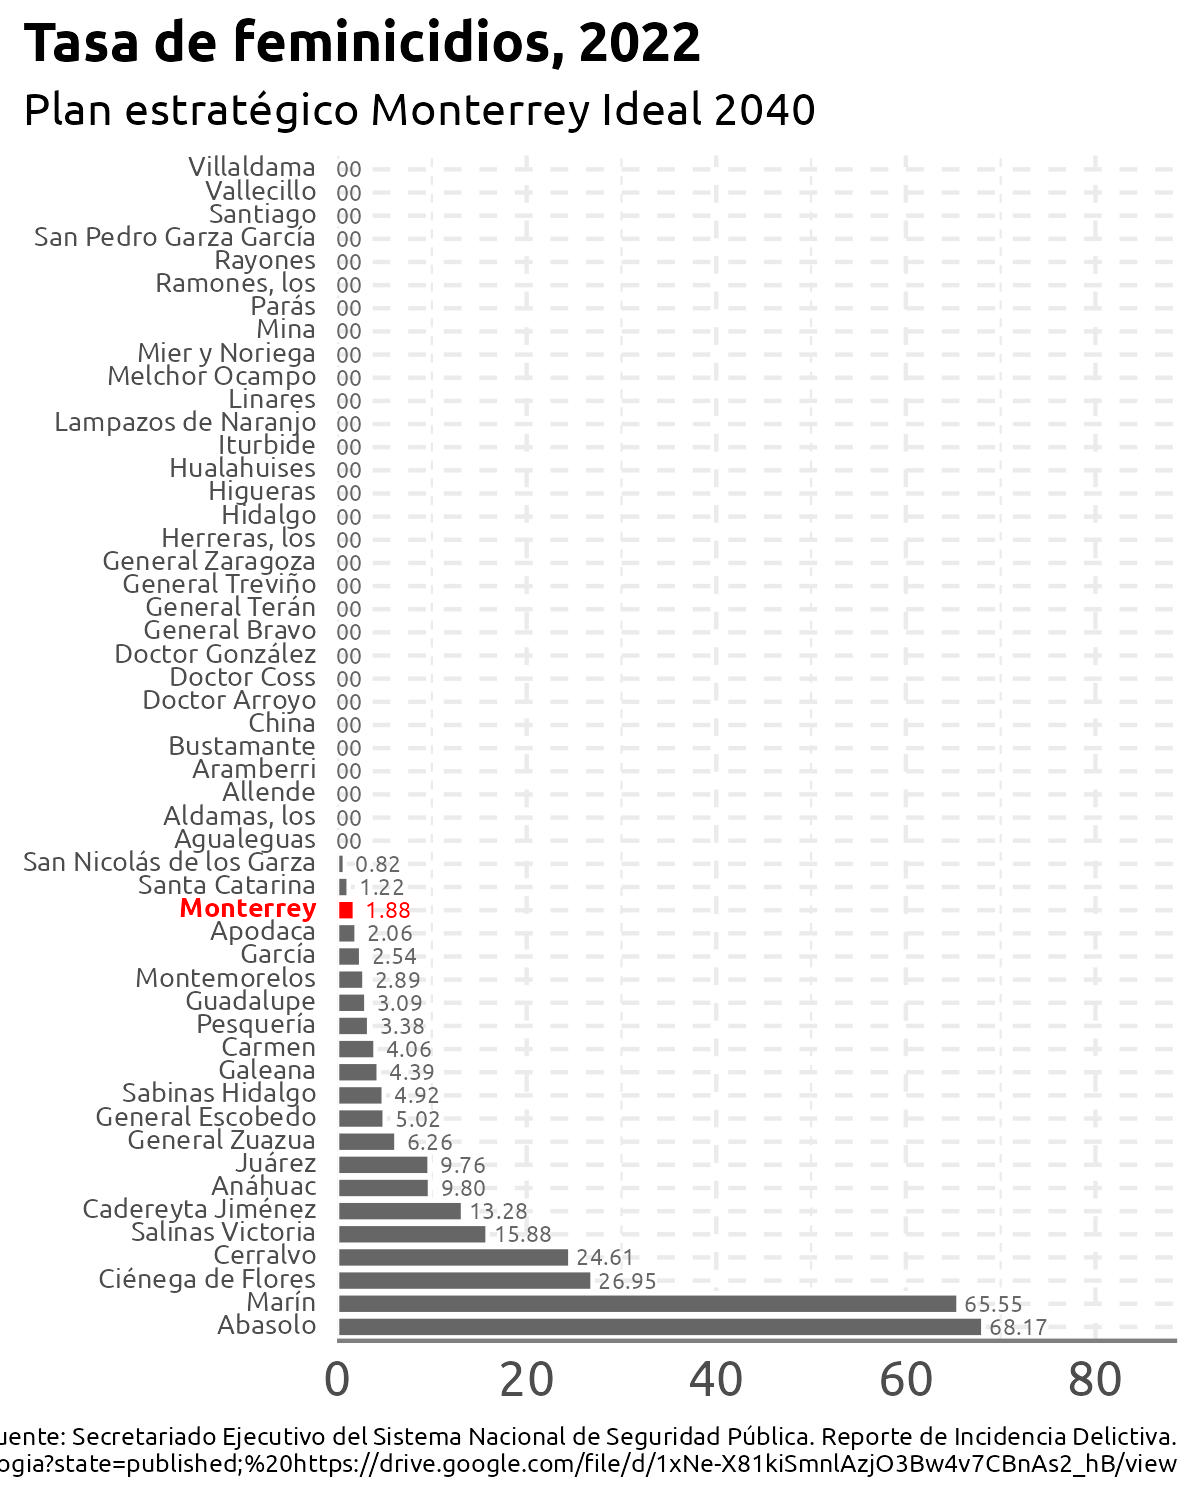 Tasa de feminicidios, 2022
Plan estratégico Monterrey Ideal 2040
Villaldama 00
Vallecillo 00
Santiago 00
San Pedro Garza García 00
Rayones 00
Ramones, los 00
Parás 00
Mina 00
Mier y Noriega 00
Melchor Ocampo 00
Linares 00
Lampazos de Naranjo 00
Iturbide 00
Hualahuises 00
Higueras 00
Hidalgo 00
Herreras, los 00
General Zaragoza 00
General Treviño 00
General Terán 00
General Bravo 00
Doctor González 00
Doctor Coss 00
Doctor Arroyo 00
China 00
Bustamante 00
Aramberri 00
Allende 00
Aldamas, los 00
Agualeguas 00
San Nicolás de los Garza 0.82
Santa Catarina 1.22
Monterrey 1.88
Apodaca 2.06
García 2.54
Montemorelos 2.89
Guadalupe 3.09
Pesquería 3.38
Carmen 4.06
Galeana 4.39
Sabinas Hidalgo 4.92
General Escobedo 5.02
General Zuazua 6.26
Juárez 9.76
Anáhuac 9.80
Cadereyta Jiménez 13.28
Salinas Victoria 15.88
Cerralvo 24.61
Ciénega de Flores 26.95
Marín 65.55
Abasolo 68.17
0 20 40 60 80
uente: Secretariado Ejecutivo del Sistema Nacional de Seguridad Pública. Reporte de Incidencia Delictiva.
ogia?state=published;%20https://drive.google.com/file/d/1xNe-X81kiSmnlAzjO3Bw4v7CBnAs2_hB/view